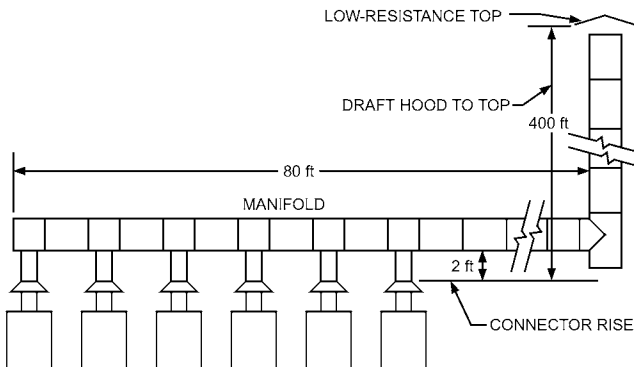 LOW-RESISTANCE TOP
DRAFT HOOD TO TOP
400 ft
80 ft
MANIFOLD
2 ft
CONNECTOR RISE